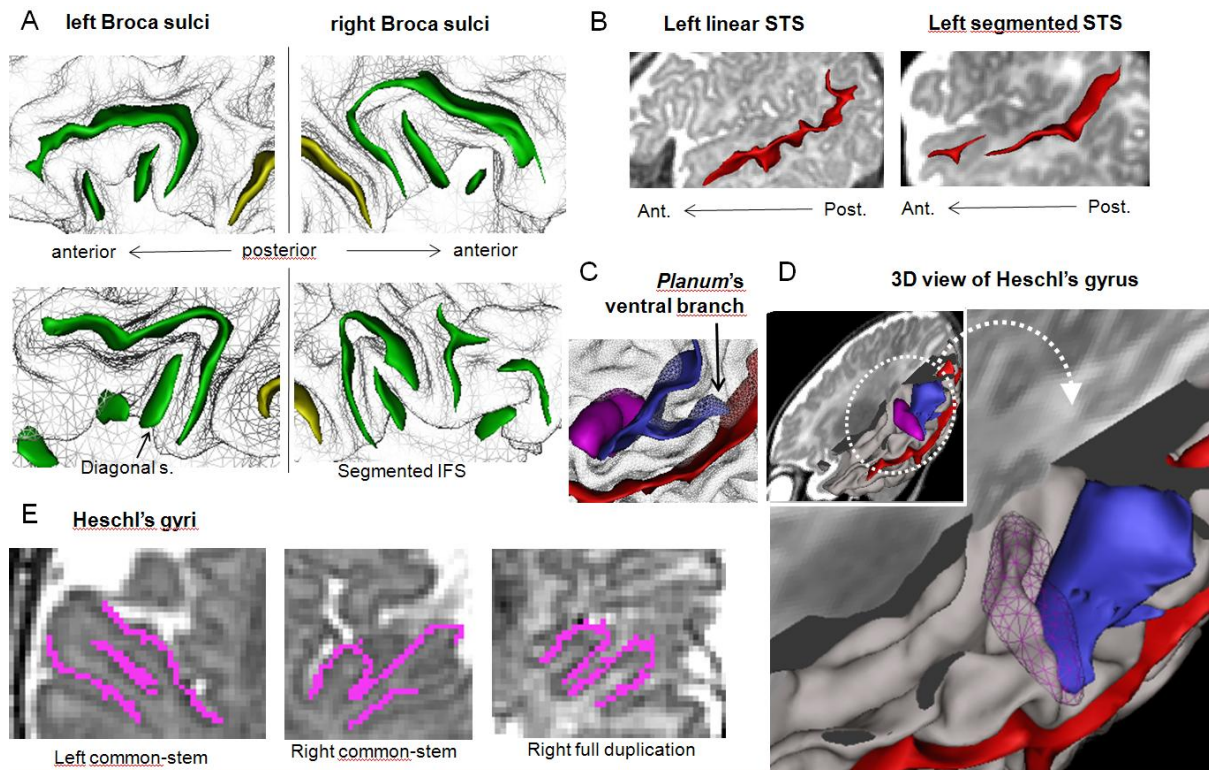 A
left Broca sulci
right Broca sulci
anterior
posterior
anterior
Diagonal s.
Segmented IFS
B
Left linear STS
Left segmented STS
Ant.
Post.
Ant.
Post.
C
Planum's
ventral branch
D
3D view of Heschl's gyrus
E
Heschl's gyri
Left common-stem
Right common-stem
Right full duplication